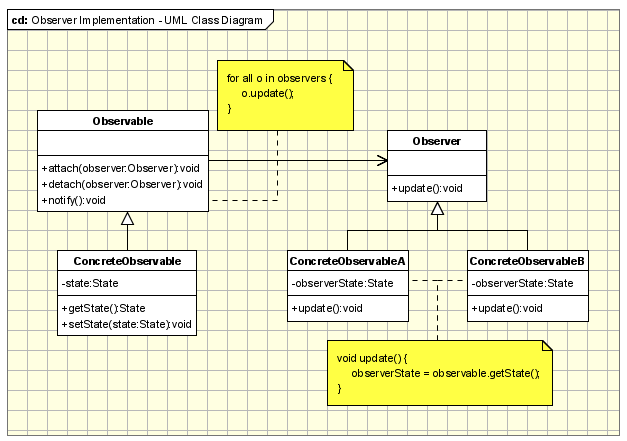 cd: Observer Implementation - UML Class Diagram
for all o in observers {
o.update();
}
Observable
+attach(observer:Observer):void
+detach(observer:Observer):void
+notify():void
Observer
+update():void
ConcreteObservable
-state:State
+getState():State
+setState(state:State):void
ConcreteObservableA
-observerState:State
+update():void
ConcreteObservableB
-observerState:State
+update():void
void update() {
observerState = observable.getState();
}